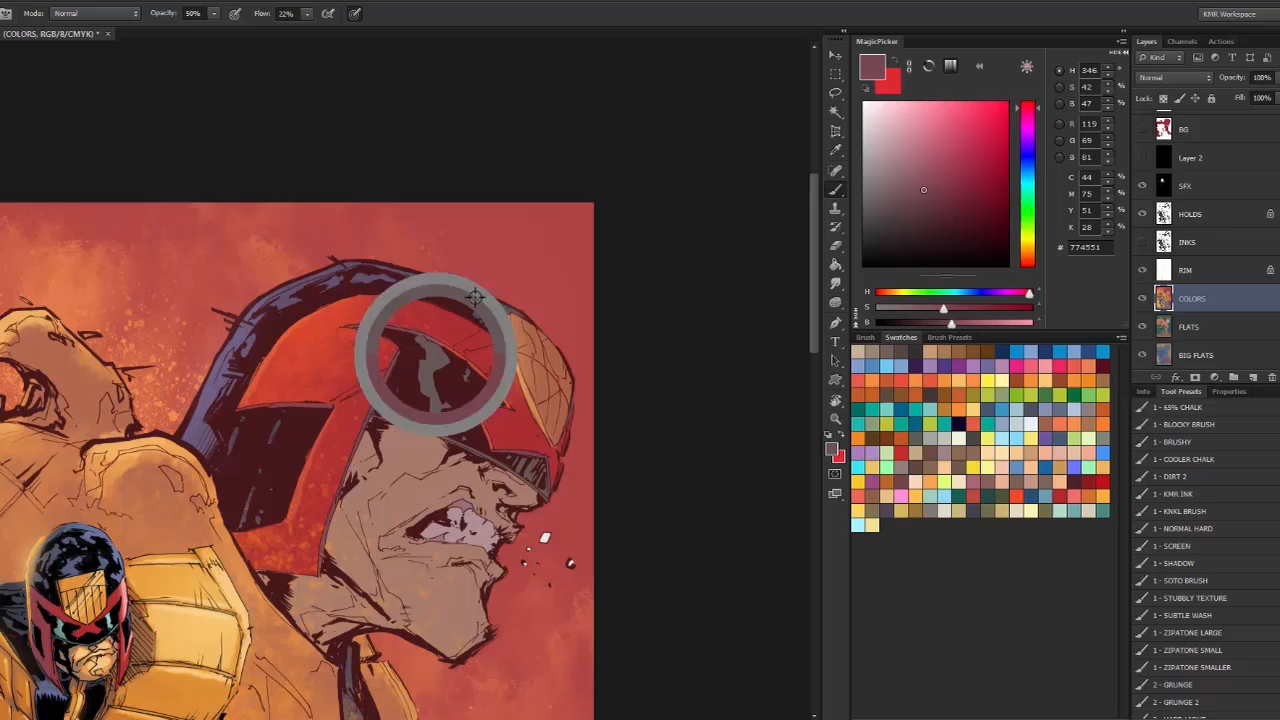 Mode: Normal Opacity: 50% Flow: 22% KMR Workspace
(COLORS, RGB/8/CMYK) * ×
MagicPicker
H 346 °
S 42 %
B 47 %
R 119
G 69
B 81
C 44 %
M 75 %
Y 51 %
K 28 %
# 774551
H
S
B
Brush Swatches Brush Presets
Layers Channels Actions
Kind
Normal Opacity: 100%
Lock: Fill: 100%
BG
Layer 2
SFX
HOLDS
INKS
RIM
COLORS
FLATS
BIG FLATS
Info Tool Presets Properties
1 - 65% CHALK
1 - BLOCKY BRUSH
1 - BRUSHY
1 - COOLER CHALK
1 - DIRT 2
1 - KMR INK
1 - KNKL BRUSH
1 - NORMAL HARD
1 - SCREEN
1 - SHADOW
1 - SOTO BRUSH
1 - STUBBLY TEXTURE
1 - SUBTLE WASH
1 - ZIPATONE LARGE
1 - ZIPATONE SMALL
1 - ZIPATONE SMALLER
2 - GRUNGE
2 - GRUNGE 2